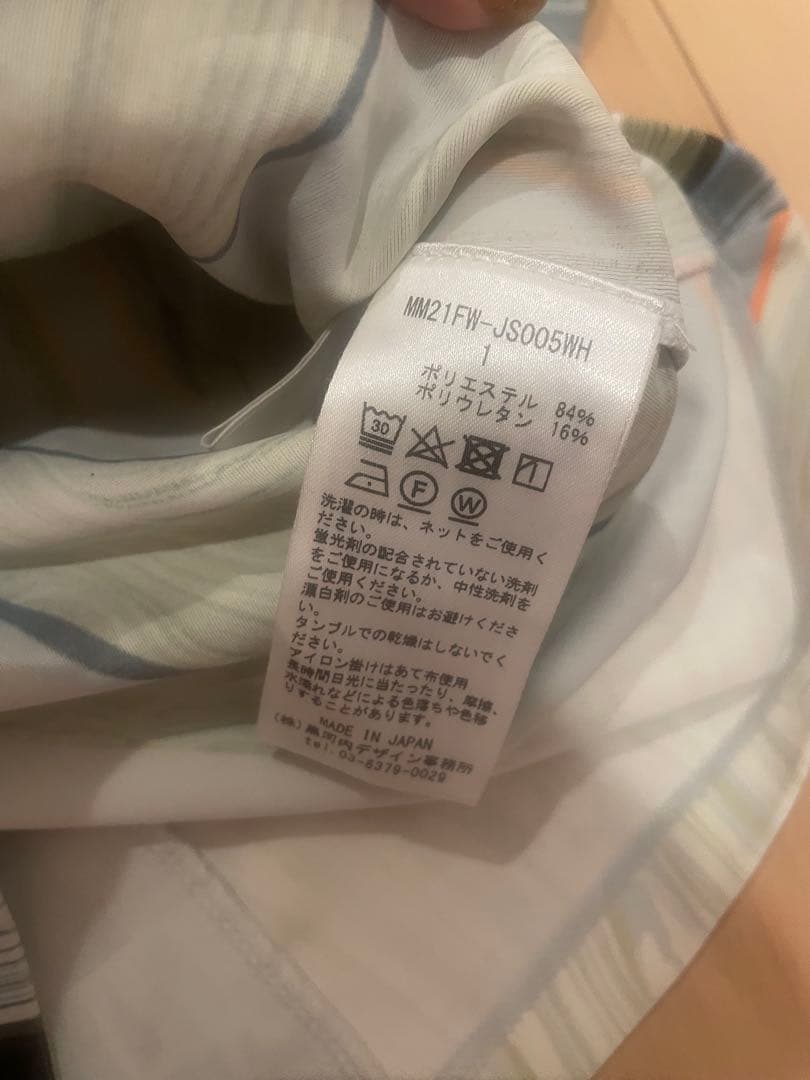 MM21FW-JS005WH
1
ポリエステル 84%
ポリウレタン 16%
30
F W
洗濯の時は、ネットをご使用く
ださい。
蛍光剤の配合されていない洗剤
をご使用になるか、中性洗剤を
ご使用ください。
漂白剤のご使用はお避けくださ
い。
タンブルでの乾燥はしないでく
ださい。
アイロン掛けはあて布使用
長時間日光に当たったり、摩擦、
水濡れなどによる色落ちや色移
りすることがあります。
MADE IN JAPAN
(株)黒河内デザイン事務所
tel.03-6379-0029